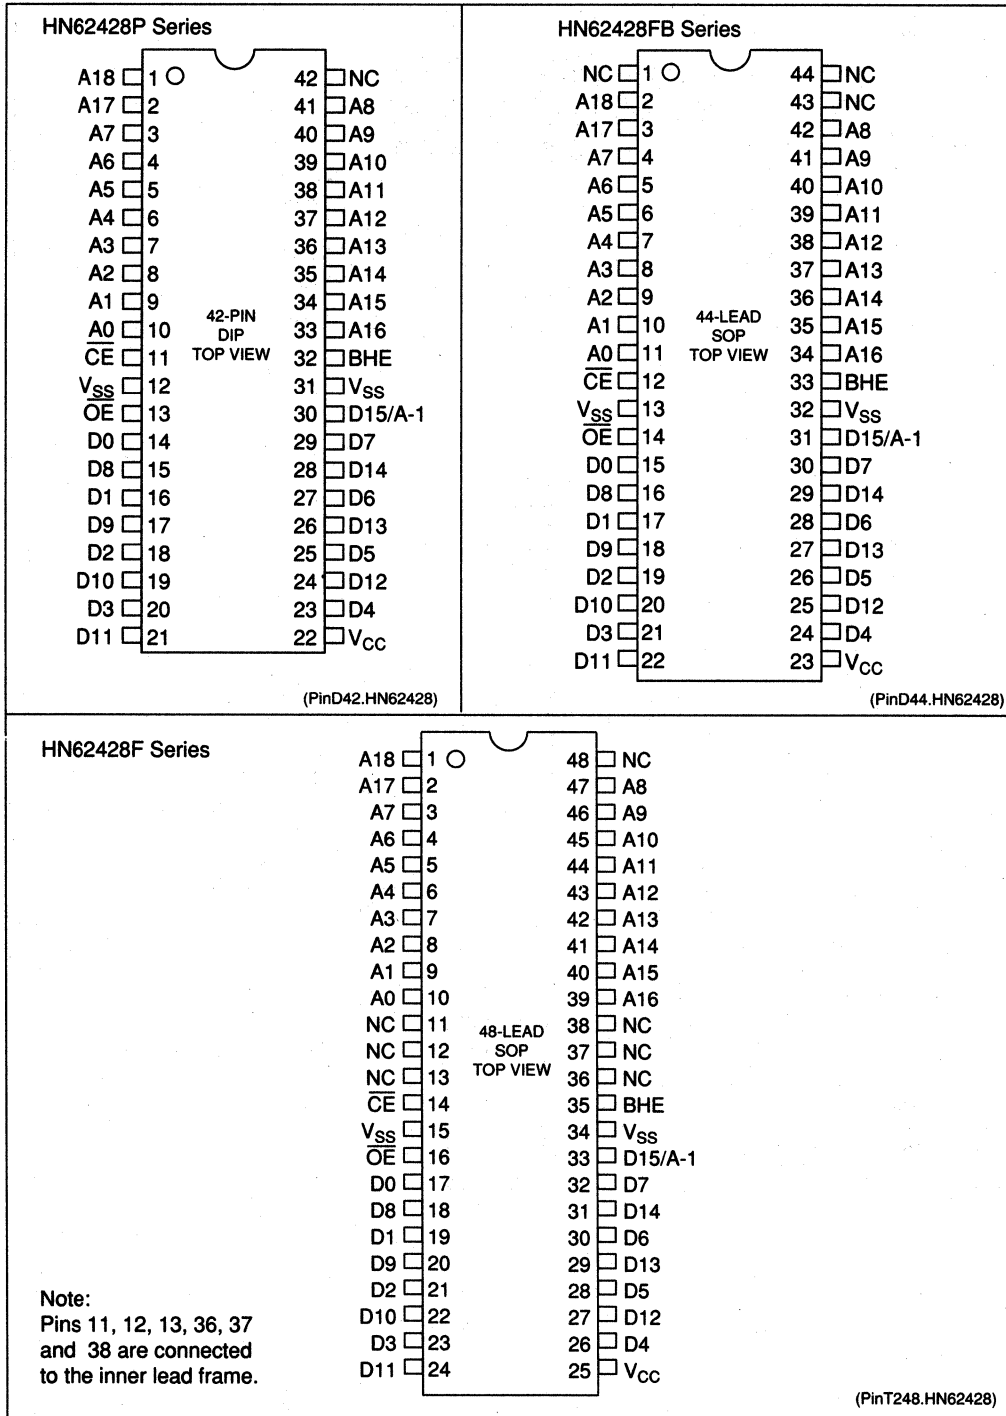 HN62428P Series
A18 1 42 NC
A17 2 41 A8
A7 3 40 A9
A6 4 39 A10
A5 5 38 A11
A4 6 37 A12
A3 7 36 A13
A2 8 35 A14
A1 9 34 A15
A0 10 33 A16
C̅E̅ 11 32 BHE
VSS 12 31 VSS
O̅E̅ 13 30 D15/A-1
D0 14 29 D7
D8 15 28 D14
D1 16 27 D6
D9 17 26 D13
D2 18 25 D5
D10 19 24 D12
D3 20 23 D4
D11 21 22 VCC
42-PIN
DIP
TOP VIEW
(PinD42.HN62428)
HN62428FB Series
NC 1 44 NC
A18 2 43 NC
A17 3 42 A8
A7 4 41 A9
A6 5 40 A10
A5 6 39 A11
A4 7 38 A12
A3 8 37 A13
A2 9 36 A14
A1 10 35 A15
A0 11 34 A16
C̅E̅ 12 33 BHE
VSS 13 32 VSS
O̅E̅ 14 31 D15/A-1
D0 15 30 D7
D8 16 29 D14
D1 17 28 D6
D9 18 27 D13
D2 19 26 D5
D10 20 25 D12
D3 21 24 D4
D11 22 23 VCC
44-LEAD
SOP
TOP VIEW
(PinD44.HN62428)
HN62428F Series
A18 1 48 NC
A17 2 47 A8
A7 3 46 A9
A6 4 45 A10
A5 5 44 A11
A4 6 43 A12
A3 7 42 A13
A2 8 41 A14
A1 9 40 A15
A0 10 39 A16
NC 11 38 NC
NC 12 37 NC
NC 13 36 NC
C̅E̅ 14 35 BHE
VSS 15 34 VSS
O̅E̅ 16 33 D15/A-1
D0 17 32 D7
D8 18 31 D14
D1 19 30 D6
D9 20 29 D13
D2 21 28 D5
D10 22 27 D12
D3 23 26 D4
D11 24 25 VCC
48-LEAD
SOP
TOP VIEW
Note:
Pins 11, 12, 13, 36, 37
and 38 are connected
to the inner lead frame.
(PinT248.HN62428)